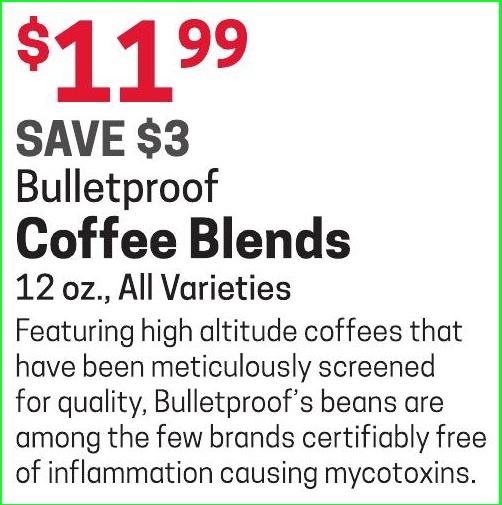 $11.99
SAVE $3
Bulletproof
Coffee Blends
12 oz., All Varieties
Featuring high altitude coffees that
have been meticulously screened
for quality, Bulletproof's beans are
among the few brands certifiably free
of inflammation causing mycotoxins.